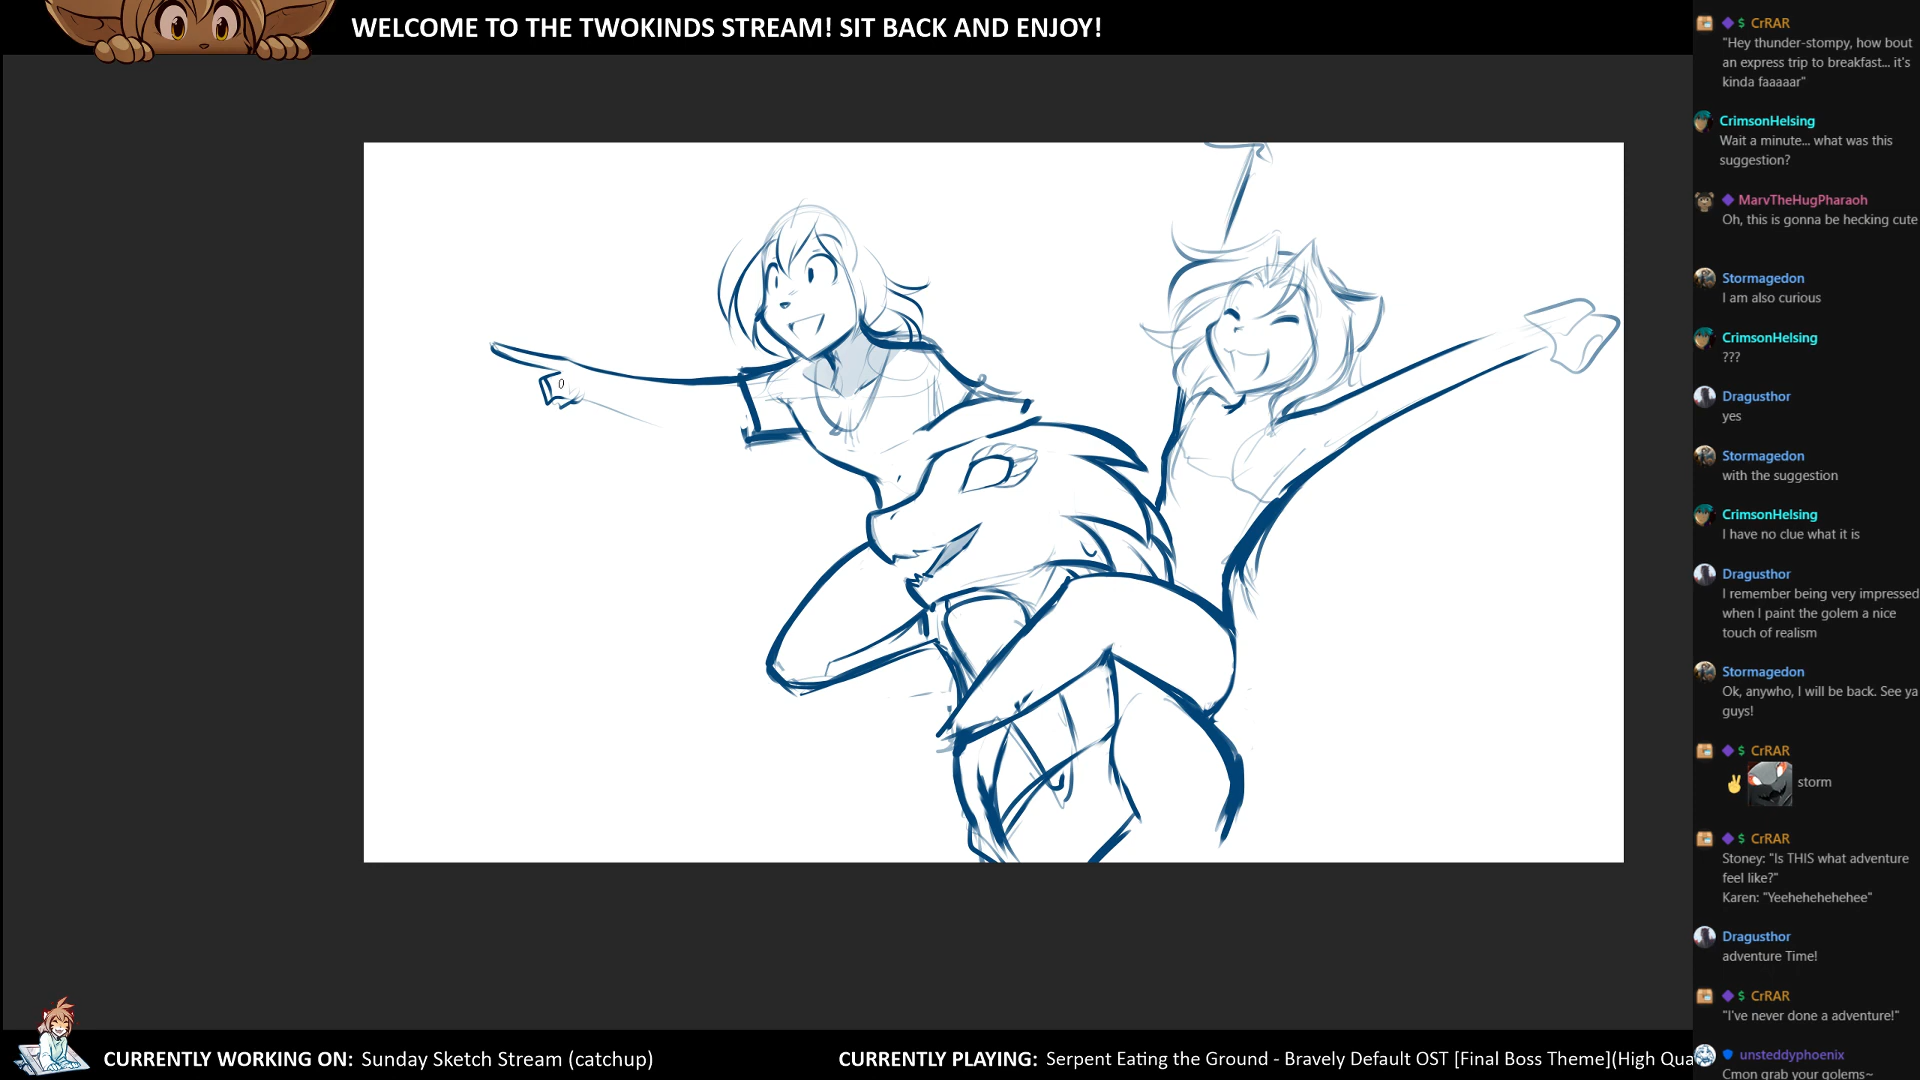 WELCOME TO THE TWOKINDS STREAM! SIT BACK AND ENJOY!
$ CrRAR
"Hey thunder-stompy, how bout
an express trip to breakfast... it's
kinda faaaaar"
CrimsonHelsing
Wait a minute... what was this
suggestion?
MarvTheHugPharaoh
Oh, this is gonna be hecking cute
Stormagedon
I am also curious
CrimsonHelsing
???
Dragusthor
yes
Stormagedon
with the suggestion
CrimsonHelsing
I have no clue what it is
Dragusthor
I remember being very impressed
when I paint the golem a nice
touch of realism
Stormagedon
Ok, anywho, I will be back. See ya
guys!
$ CrRAR
storm
$ CrRAR
Stoney: "Is THIS what adventure
feel like?"
Karen: "Yeehehehehehee"
Dragusthor
adventure Time!
$ CrRAR
"I've never done a adventure!"
unsteddyphoenix
Cmon grab your golems~
CURRENTLY WORKING ON: Sunday Sketch Stream (catchup)
CURRENTLY PLAYING: Serpent Eating the Ground - Bravely Default OST [Final Boss Theme](High Qua